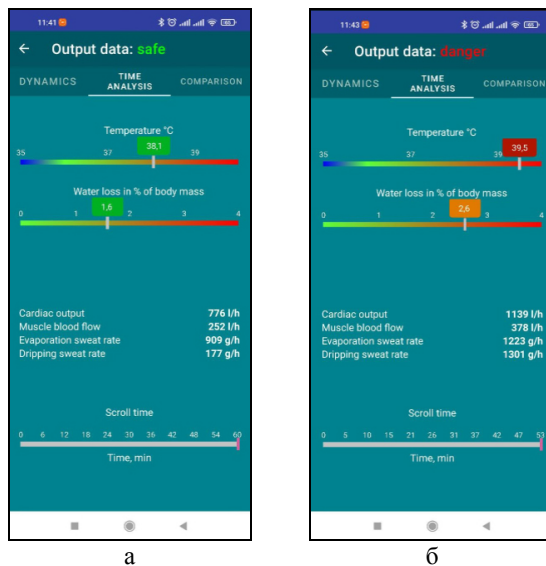 11:41
Output data: safe
DYNAMICS TIME ANALYSIS COMPARISON
Temperature °C
38,1
35 37 39
Water loss in % of body mass
1,6
0 1 2 3 4
Cardiac output 776 l/h
Muscle blood flow 252 l/h
Evaporation sweat rate 909 g/h
Dripping sweat rate 177 g/h
Scroll time
0 6 12 18 24 30 36 42 48 54 60
Time, min
а
11:43
Output data: danger
DYNAMICS TIME ANALYSIS COMPARISON
Temperature °C
39,5
35 37 39
Water loss in % of body mass
2,6
0 1 2 3 4
Cardiac output 1139 l/h
Muscle blood flow 378 l/h
Evaporation sweat rate 1223 g/h
Dripping sweat rate 1301 g/h
Scroll time
0 5 10 15 21 26 31 37 42 47 53
Time, min
б